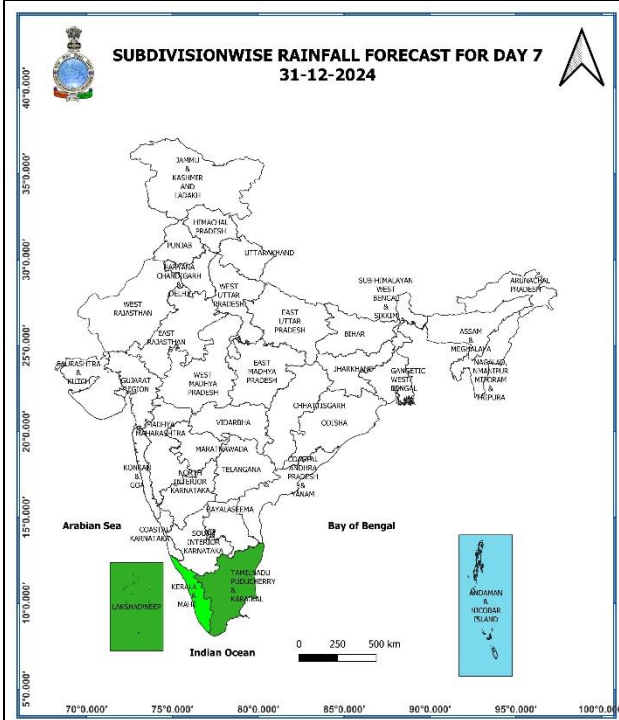 SUBDIVISIONWISE RAINFALL FORECAST FOR DAY 7
31-12-2024
40°0.000'
35°0.000'
30°0.000'
25°0.000'
20°0.000'
15°0.000'
10°0.000'
5°0.000'
JAMMU
&
KASHMIR
AND
LADAKH
HIMACHAL
PRADESH
PUNJAB
UTTARAKHAND
HARYANA
CHANDIGARH
&
DELHI
WEST
UTTAR
PRADESH
SUB-HIMALAYAN
WEST
BENGAL
&
SIKKIM
ARUNACHAL
PRADESH
WEST
RAJASTHAN
EAST
RAJASTHAN
EAST
UTTAR
PRADESH
BIHAR
ASSAM
&
MEGHALAYA
SAURASHTRA
&
KUTCH
GUJARAT
REGION
WEST
MADHYA
PRADESH
EAST
MADHYA
PRADESH
JHARKHAND
GANGETIC
WEST
BENGAL
MIZORAM
&
TRIPURA
CHHATTISGARH
MADHYA
MAHARASHTRA
VIDARBHA
ODISHA
MARATHWADA
KONKAN
&
GOA
NORTH
INTERIOR
KARNATAKA
TELANGANA
COASTAL
ANDHRA
PRADESH
&
YANAM
RAYALASEEMA
Arabian Sea
Bay of Bengal
COASTAL
KARNATAKA
SOUTH
INTERIOR
KARNATAKA
LAKSHADWEEP
KERALA
&
MAHE
TAMILNADU
PUDUCHERRY
&
KARAIKAL
ANDAMAN
&
NICOBAR
ISLAND
Indian Ocean
0 250 500 km
70°0.000' 75°0.000' 80°0.000' 85°0.000' 90°0.000' 95°0.000' 100°0.000'